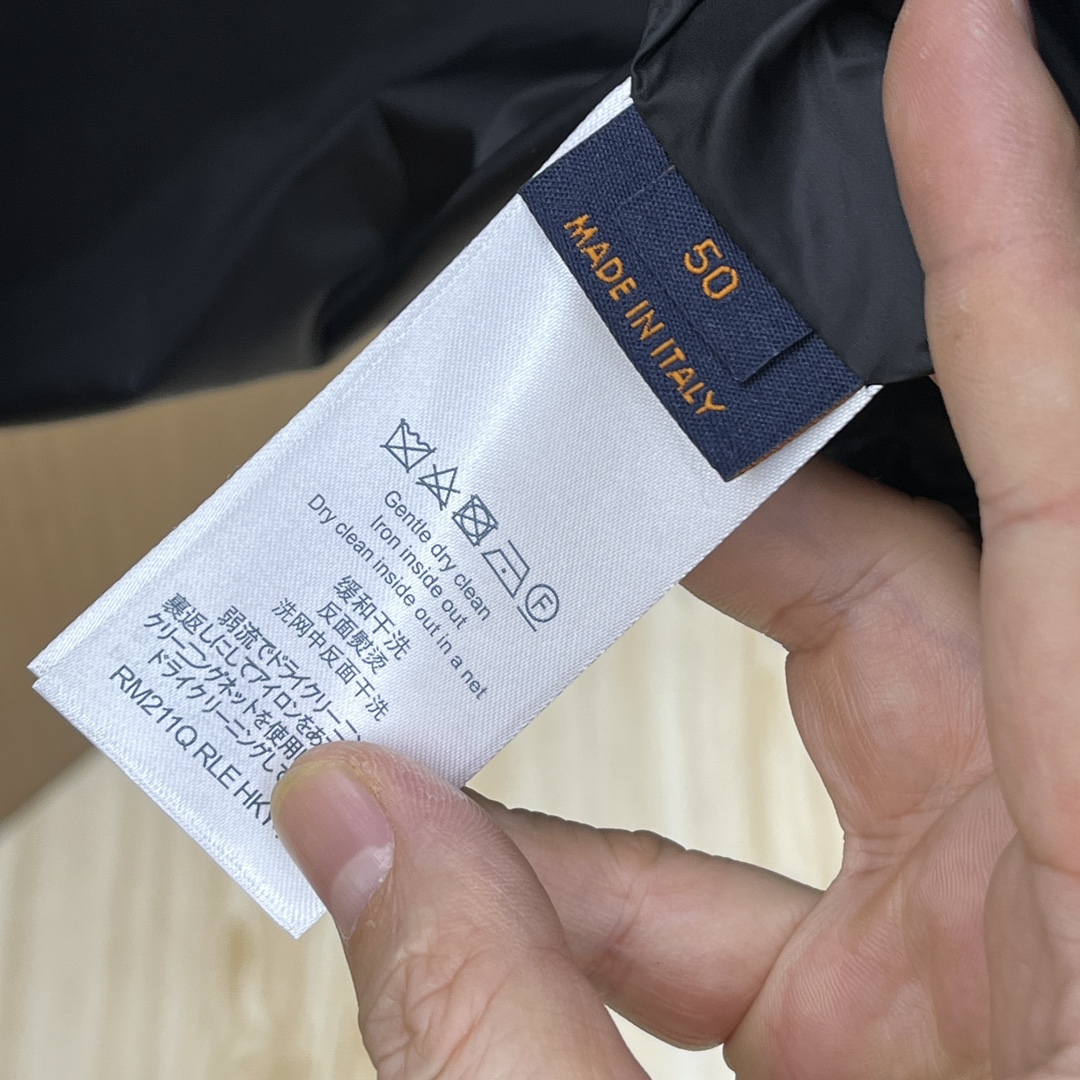 50
MADE IN ITALY
F
Gentle dry clean
Iron inside out
Dry clean inside out in a net
缓和干洗
反面熨烫
洗网中反面干洗
弱流でドライクリーニン
裏返しにしてアイロンをあ
クリーニングネットを使用
ドライクリーニングして
RM211Q RLE